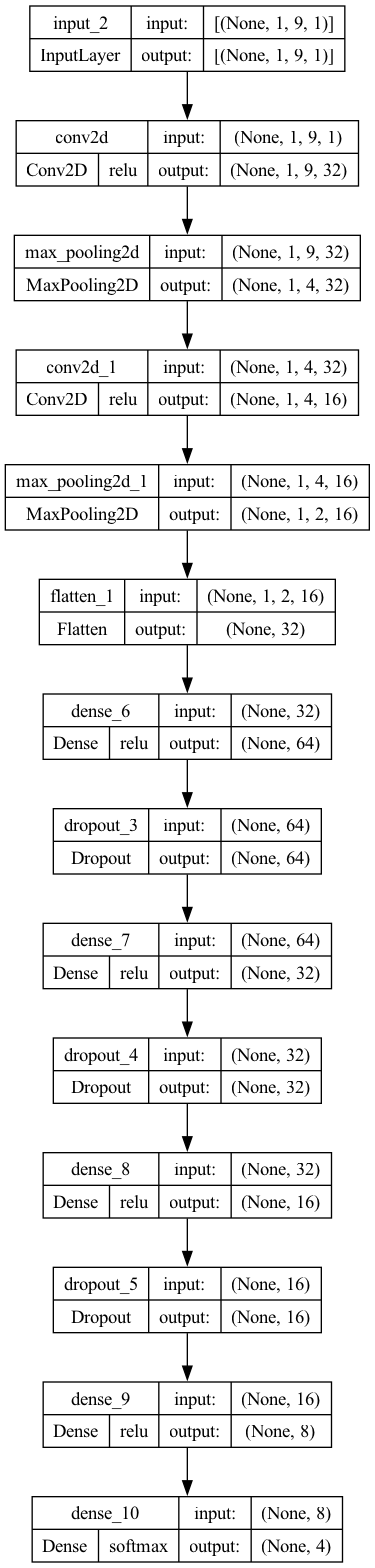 input_2 input: [(None, 1, 9, 1)]
InputLayer output: [(None, 1, 9, 1)]
conv2d input: (None, 1, 9, 1)
Conv2D relu output: (None, 1, 9, 32)
max_pooling2d input: (None, 1, 9, 32)
MaxPooling2D output: (None, 1, 4, 32)
conv2d_1 input: (None, 1, 4, 32)
Conv2D relu output: (None, 1, 4, 16)
max_pooling2d_1 input: (None, 1, 4, 16)
MaxPooling2D output: (None, 1, 2, 16)
flatten_1 input: (None, 1, 2, 16)
Flatten output: (None, 32)
dense_6 input: (None, 32)
Dense relu output: (None, 64)
dropout_3 input: (None, 64)
Dropout output: (None, 64)
dense_7 input: (None, 64)
Dense relu output: (None, 32)
dropout_4 input: (None, 32)
Dropout output: (None, 32)
dense_8 input: (None, 32)
Dense relu output: (None, 16)
dropout_5 input: (None, 16)
Dropout output: (None, 16)
dense_9 input: (None, 16)
Dense relu output: (None, 8)
dense_10 input: (None, 8)
Dense softmax output: (None, 4)